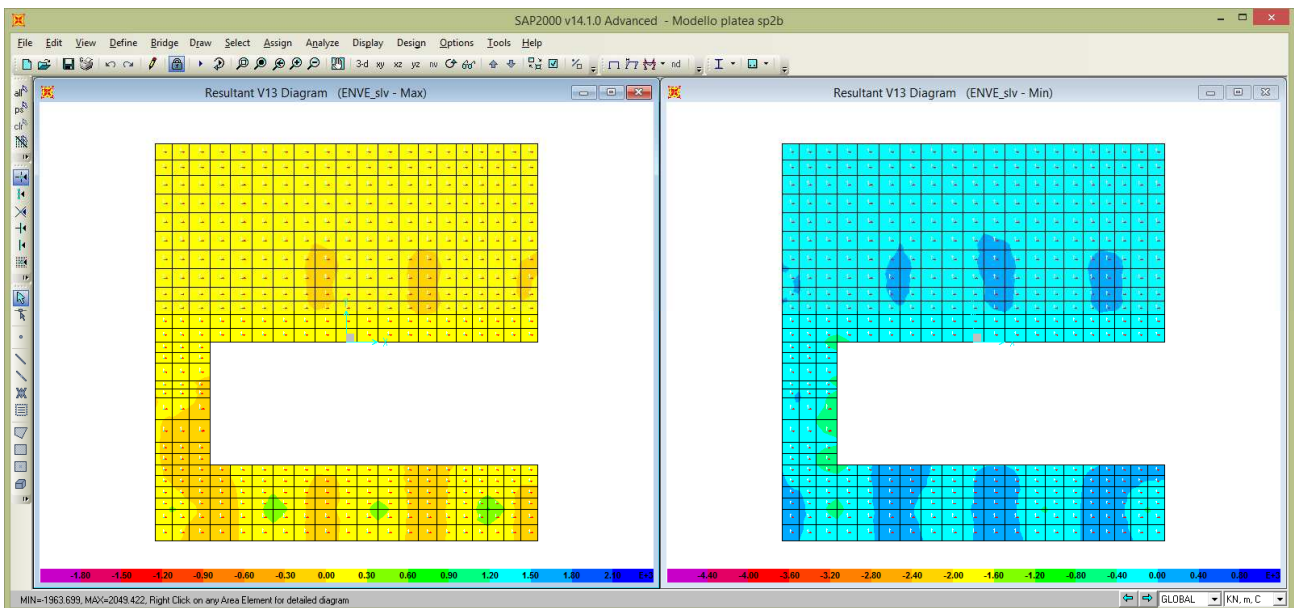 SAP2000 v14.1.0 Advanced - Modello platea sp2b
File Edit View Define Bridge Draw Select Assign Analyze Display Design Options Tools Help
3-d xy xz yz nv nd
Resultant V13 Diagram (ENVE_slv - Max)
Resultant V13 Diagram (ENVE_slv - Min)
all
ps
clr
-1.80 -1.50 -1.20 -0.90 -0.60 -0.30 0.00 0.30 0.60 0.90 1.20 1.50 1.80
-4.40 -4.00 -3.60 -3.20 -2.80 -2.40 -2.00 -1.60 -1.20 -0.80 -0.40 0.00 0.40
MIN=-1963.699, MAX=2049.422, Right Click on any Area Element for detailed diagram
GLOBAL
KN, m, C